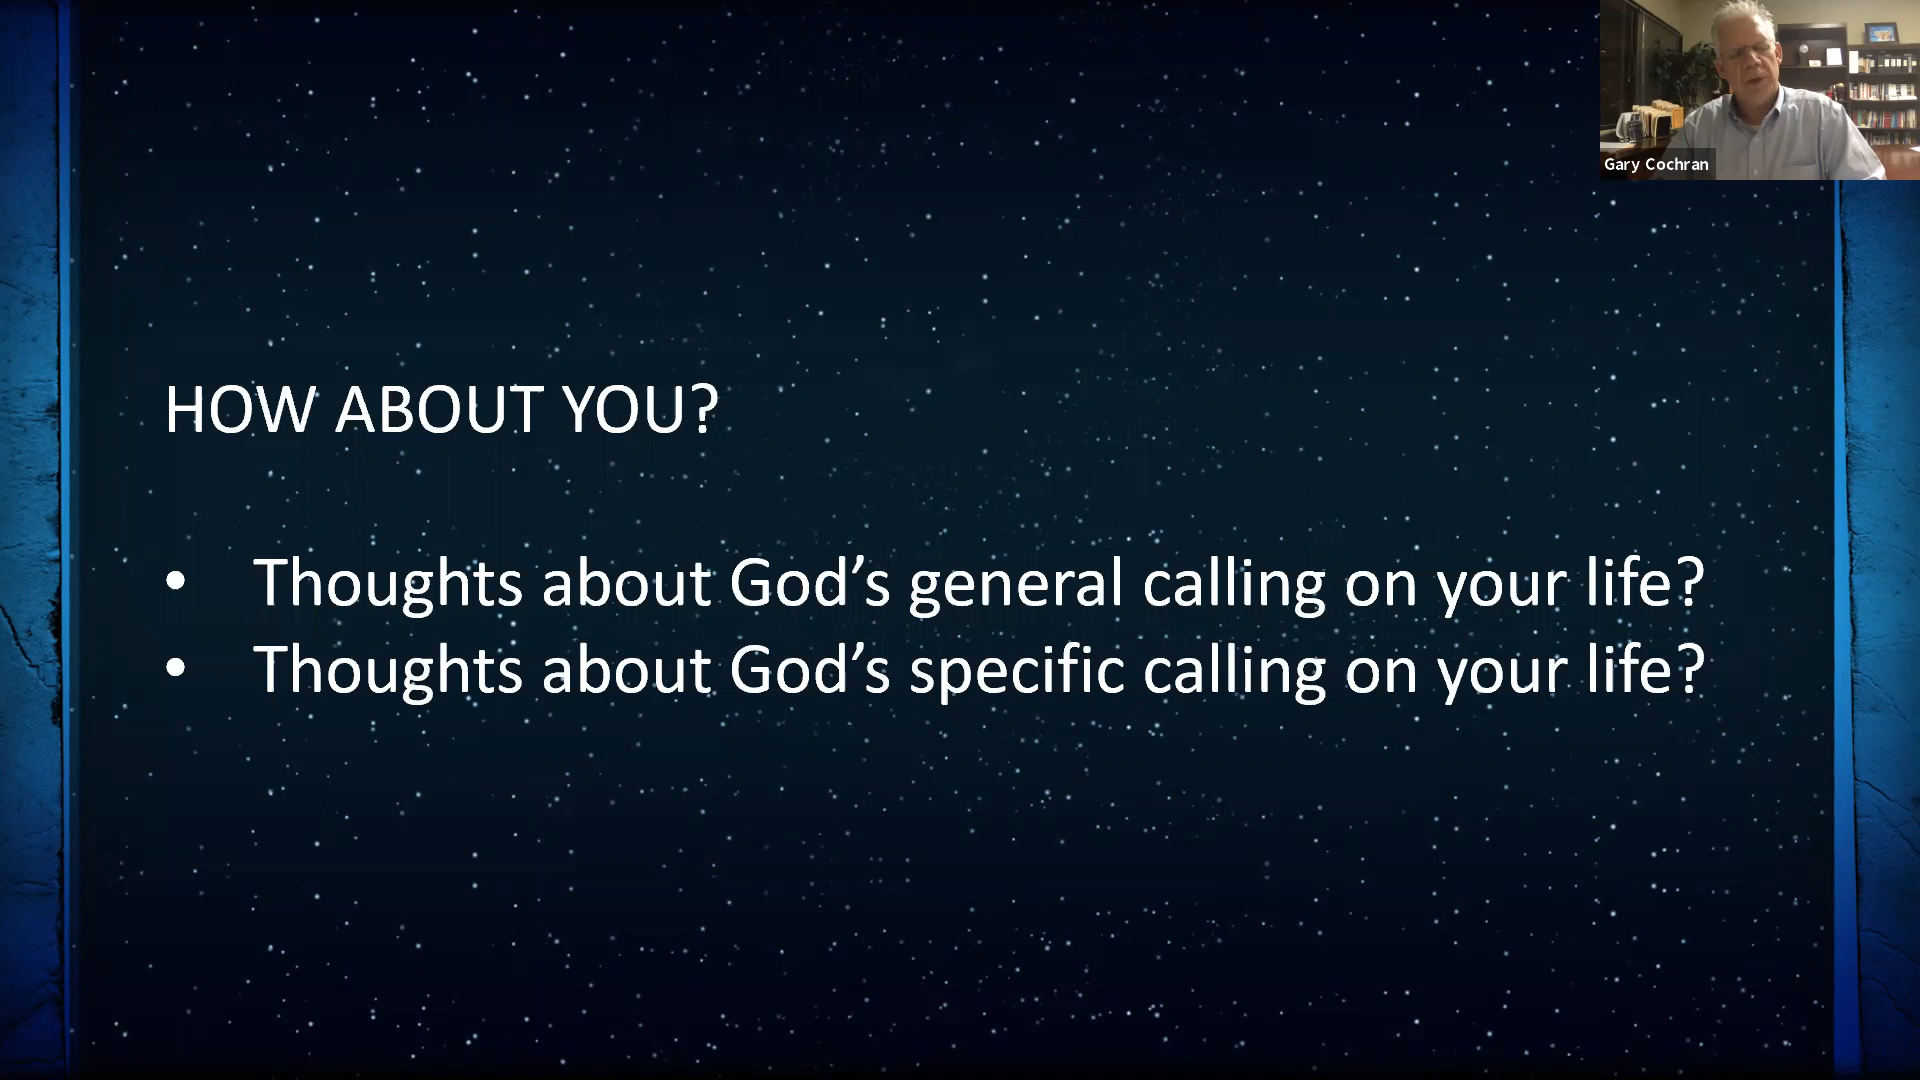 Gary Cochran
HOW ABOUT YOU?
• Thoughts about God’s general calling on your life?
• Thoughts about God’s specific calling on your life?